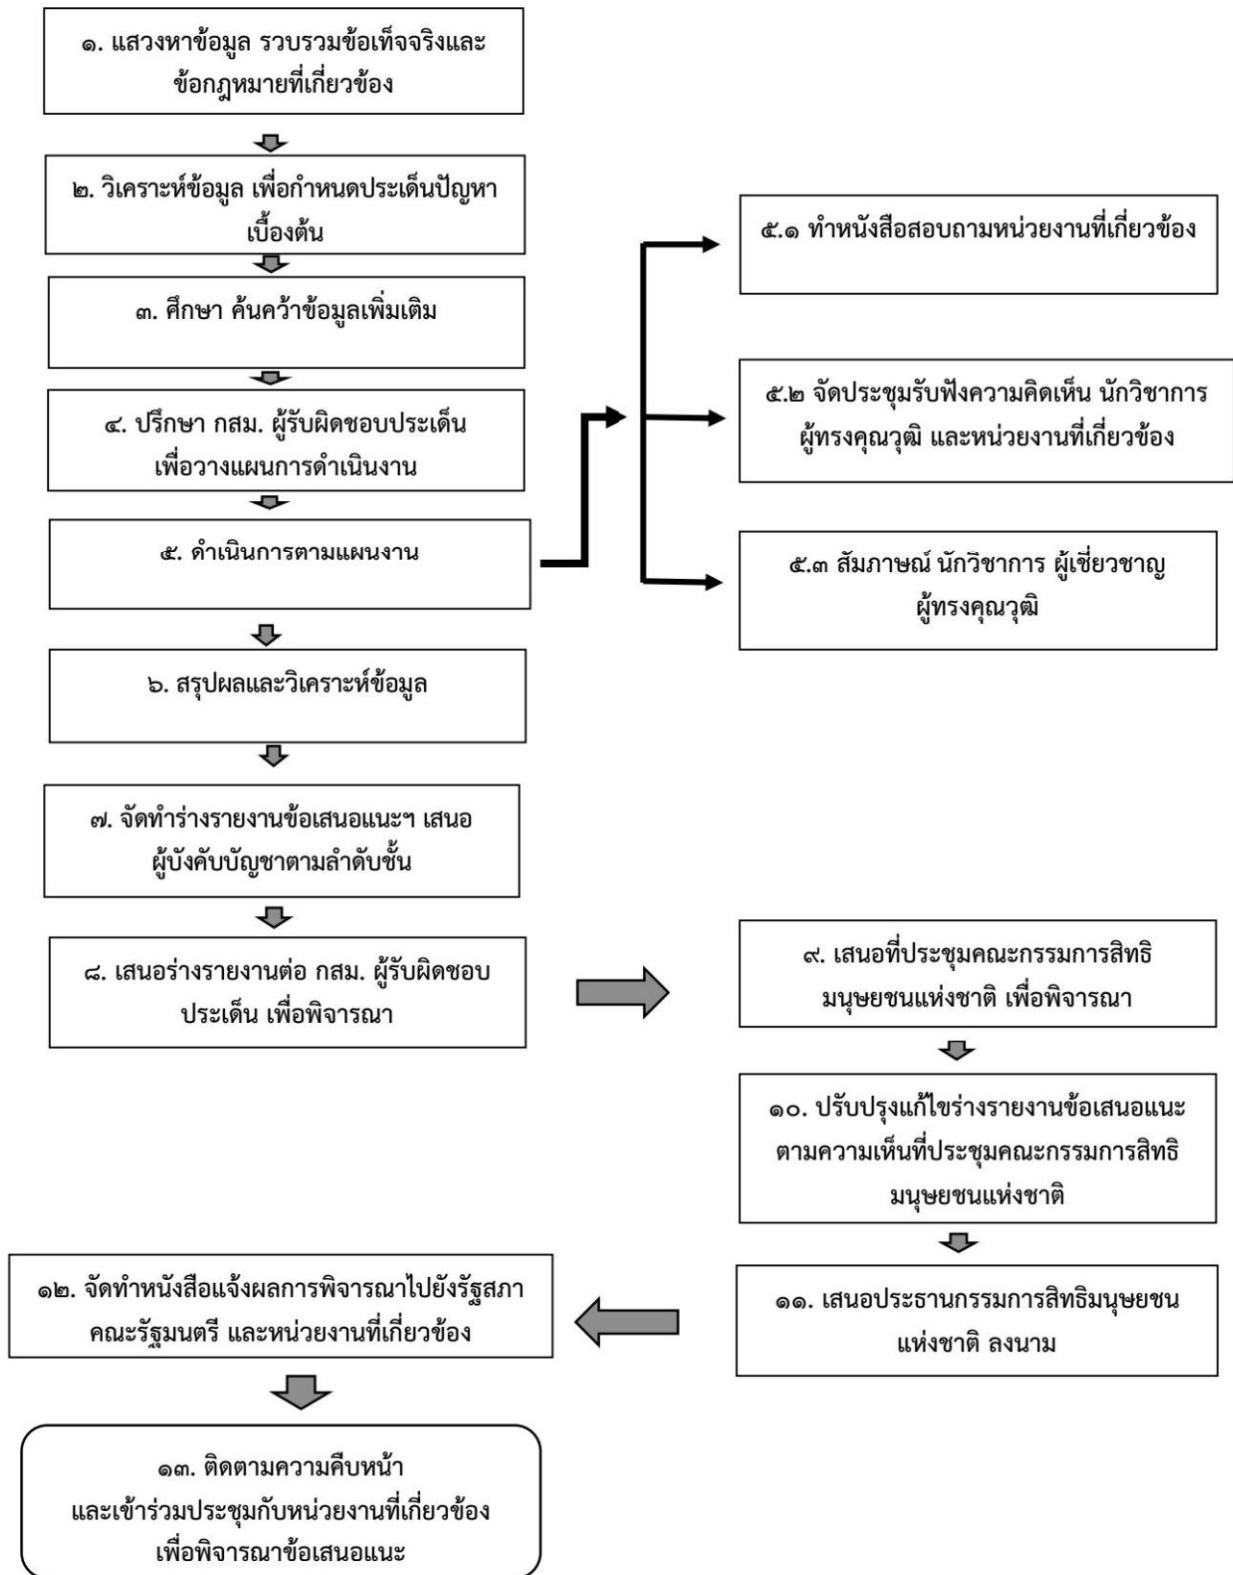 ๑. แสวงหาข้อมูล รวบรวมข้อเท็จจริงและ
ข้อกฎหมายที่เกี่ยวข้อง
๒. วิเคราะห์ข้อมูล เพื่อกำหนดประเด็นปัญหา
เบื้องต้น
๓. ศึกษา ค้นคว้าข้อมูลเพิ่มเติม
๔. ปรึกษา กสม. ผู้รับผิดชอบประเด็น
เพื่อวางแผนการดำเนินงาน
๕. ดำเนินการตามแผนงาน
๕.๑ ทำหนังสือสอบถามหน่วยงานที่เกี่ยวข้อง
๕.๒ จัดประชุมรับฟังความคิดเห็น นักวิชาการ
ผู้ทรงคุณวุฒิ และหน่วยงานที่เกี่ยวข้อง
๕.๓ สัมภาษณ์ นักวิชาการ ผู้เชี่ยวชาญ
ผู้ทรงคุณวุฒิ
๖. สรุปผลและวิเคราะห์ข้อมูล
๗. จัดทำร่างรายงานข้อเสนอแนะฯ เสนอ
ผู้บังคับบัญชาตามลำดับชั้น
๘. เสนอร่างรายงานต่อ กสม. ผู้รับผิดชอบ
ประเด็น เพื่อพิจารณา
๙. เสนอที่ประชุมคณะกรรมการสิทธิ
มนุษยชนแห่งชาติ เพื่อพิจารณา
๑๐. ปรับปรุงแก้ไขร่างรายงานข้อเสนอแนะ
ตามความเห็นที่ประชุมคณะกรรมการสิทธิ
มนุษยชนแห่งชาติ
๑๑. เสนอประธานกรรมการสิทธิมนุษยชน
แห่งชาติ ลงนาม
๑๒. จัดทำหนังสือแจ้งผลการพิจารณาไปยังรัฐสภา
คณะรัฐมนตรี และหน่วยงานที่เกี่ยวข้อง
๑๓. ติดตามความคืบหน้า
และเข้าร่วมประชุมกับหน่วยงานที่เกี่ยวข้อง
เพื่อพิจารณาข้อเสนอแนะ